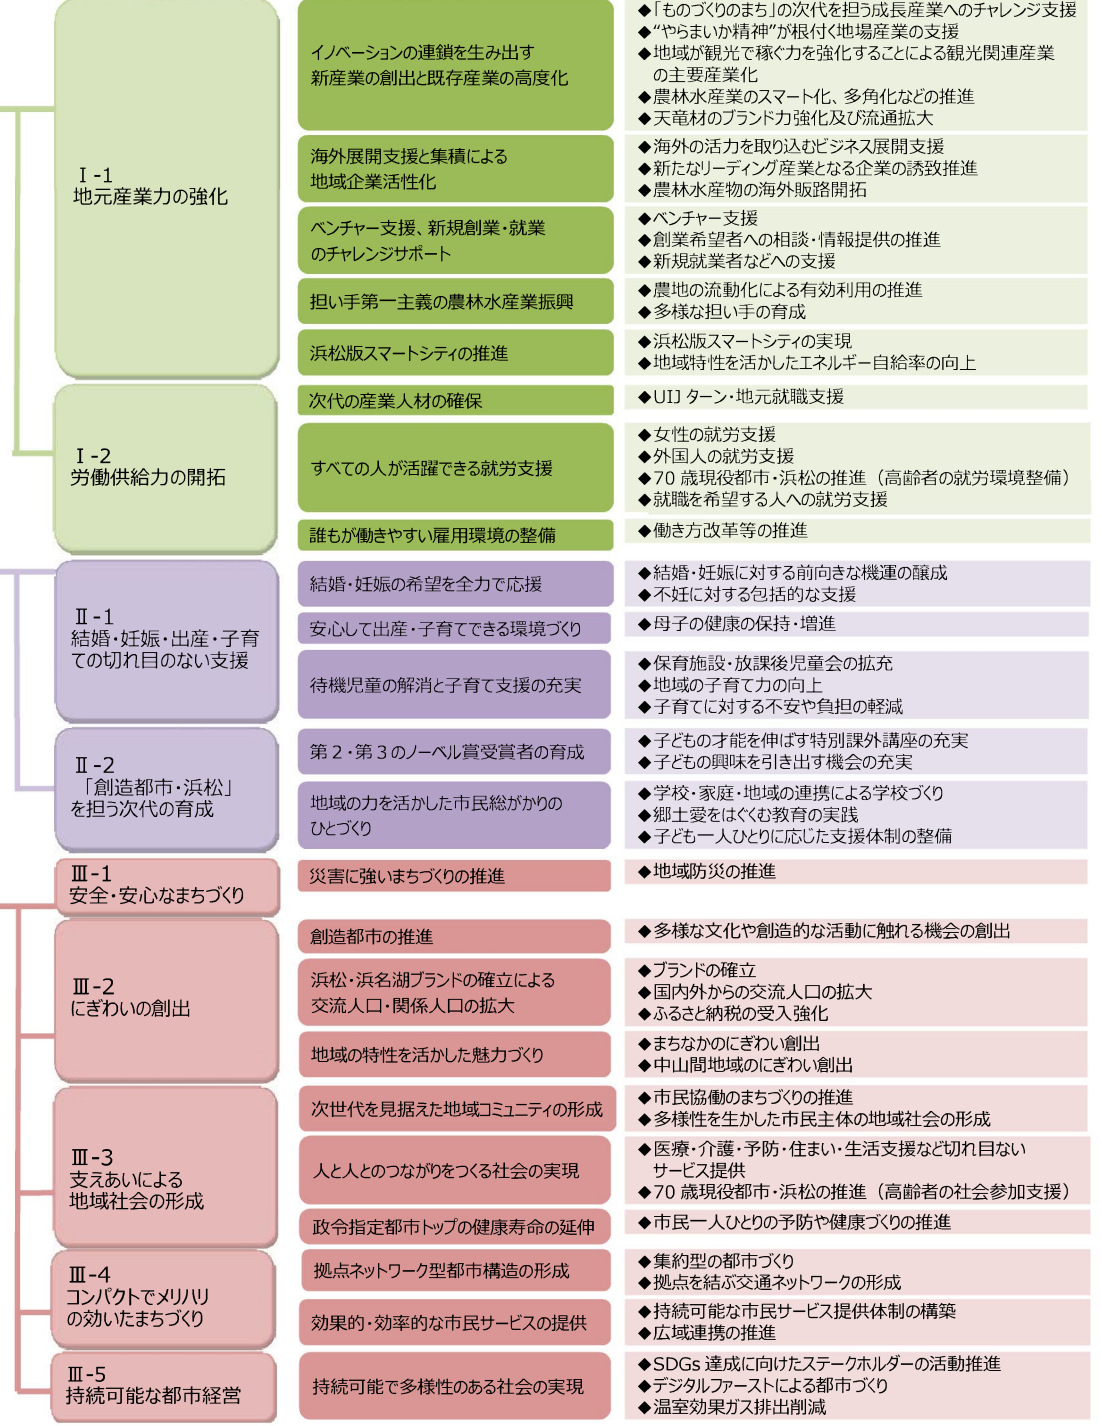 Ⅰ-1
地元産業力の強化
イノベーションの連鎖を生み出す
新産業の創出と既存産業の高度化
◆「ものづくりのまち」の次代を担う成長産業へのチャレンジ支援
◆“やらまいか精神”が根付く地場産業の支援
◆地域が観光で稼ぐ力を強化することによる観光関連産業
の主要産業化
◆農林水産業のスマート化、多角化などの推進
◆天竜材のブランド力強化及び流通拡大
海外展開支援と集積による
地域企業活性化
◆海外の活力を取り込むビジネス展開支援
◆新たなリーディング産業となる企業の誘致推進
◆農林水産物の海外販路開拓
ベンチャー支援、新規創業・就業
のチャレンジサポート
◆ベンチャー支援
◆創業希望者への相談・情報提供の推進
◆新規就業者などへの支援
担い手第一主義の農林水産業振興
◆農地の流動化による有効利用の推進
◆多様な担い手の育成
浜松版スマートシティの推進
◆浜松版スマートシティの実現
◆地域特性を活かしたエネルギー自給率の向上
Ⅰ-2
労働供給力の開拓
次代の産業人材の確保
◆UIJ ターン・地元就職支援
すべての人が活躍できる就労支援
◆女性の就労支援
◆外国人の就労支援
◆70 歳現役都市・浜松の推進（高齢者の就労環境整備）
◆就職を希望する人への就労支援
誰もが働きやすい雇用環境の整備
◆働き方改革等の推進
Ⅱ-1
結婚・妊娠・出産・子育
ての切れ目のない支援
結婚・妊娠の希望を全力で応援
◆結婚・妊娠に対する前向きな機運の醸成
◆不妊に対する包括的な支援
安心して出産・子育てできる環境づくり
◆母子の健康の保持・増進
待機児童の解消と子育て支援の充実
◆保育施設・放課後児童会の拡充
◆地域の子育て力の向上
◆子育てに対する不安や負担の軽減
Ⅱ-2
「創造都市・浜松」
を担う次代の育成
第２・第３のノーベル賞受賞者の育成
◆子どもの才能を伸ばす特別課外講座の充実
◆子どもの興味を引き出す機会の充実
地域の力を活かした市民総がかりの
ひとづくり
◆学校・家庭・地域の連携による学校づくり
◆郷土愛をはぐくむ教育の実践
◆子ども一人ひとりに応じた支援体制の整備
Ⅲ-1
安全・安心なまちづくり
災害に強いまちづくりの推進
◆地域防災の推進
Ⅲ-2
にぎわいの創出
創造都市の推進
◆多様な文化や創造的な活動に触れる機会の創出
浜松・浜名湖ブランドの確立による
交流人口・関係人口の拡大
◆ブランドの確立
◆国内外からの交流人口の拡大
◆ふるさと納税の受入強化
地域の特性を活かした魅力づくり
◆まちなかのにぎわい創出
◆中山間地域のにぎわい創出
Ⅲ-3
支えあいによる
地域社会の形成
次世代を見据えた地域コミュニティの形成
◆市民協働のまちづくりの推進
◆多様性を生かした市民主体の地域社会の形成
人と人とのつながりをつくる社会の実現
◆医療・介護・予防・住まい・生活支援など切れ目ない
サービス提供
◆70 歳現役都市・浜松の推進（高齢者の社会参加支援）
政令指定都市トップの健康寿命の延伸
◆市民一人ひとりの予防や健康づくりの推進
Ⅲ-4
コンパクトでメリハリ
の効いたまちづくり
拠点ネットワーク型都市構造の形成
◆集約型の都市づくり
◆拠点を結ぶ交通ネットワークの形成
効果的・効率的な市民サービスの提供
◆持続可能な市民サービス提供体制の構築
◆広域連携の推進
Ⅲ-5
持続可能な都市経営
持続可能で多様性のある社会の実現
◆SDGs 達成に向けたステークホルダーの活動推進
◆デジタルファーストによる都市づくり
◆温室効果ガス排出削減